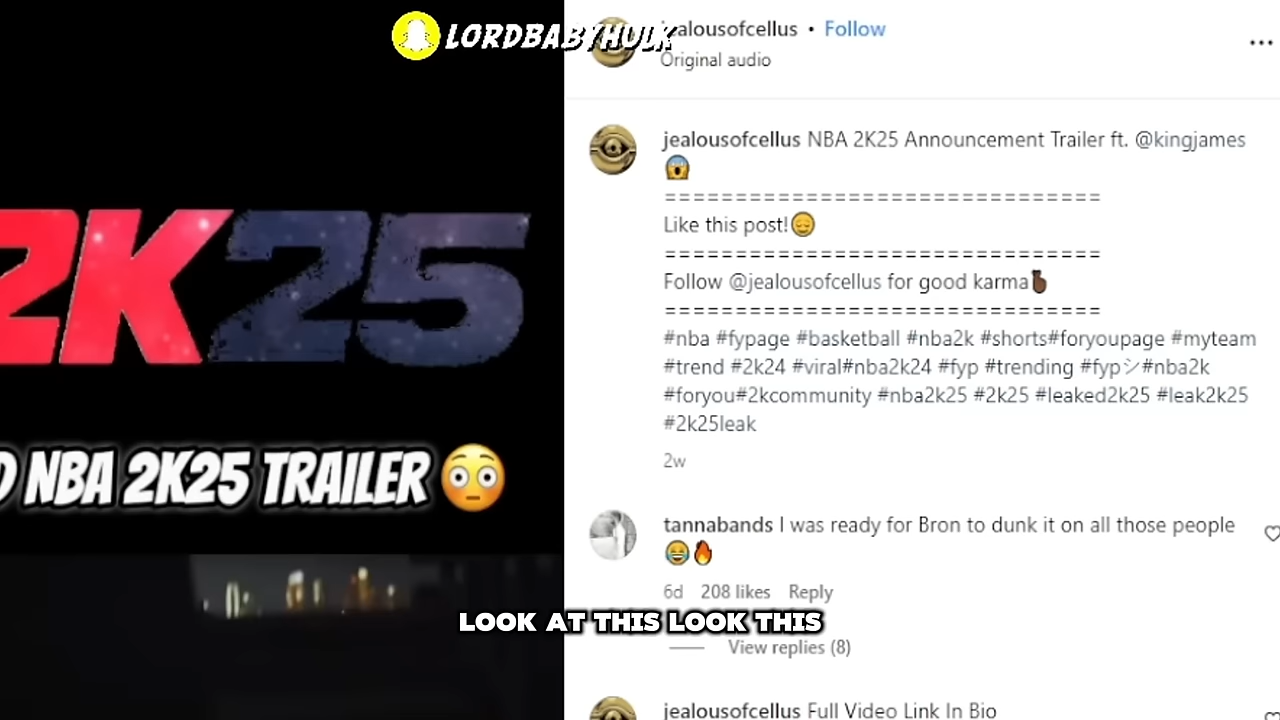 LORDBABYHULK
jealousofcellus • Follow
Original audio
2K25
NBA 2K25 TRAILER 😳
jealousofcellus NBA 2K25 Announcement Trailer ft. @kingjames
😱
==============================
Like this post!😌
==============================
Follow @jealousofcellus for good karma🫰🏿
==============================
#nba #fypage #basketball #nba2k #shorts#foryoupage #myteam
#trend #2k24 #viral#nba2k24 #fyp #trending #fypシ#nba2k
#foryou#2kcommunity #nba2k25 #2k25 #leaked2k25 #leak2k25
#2k25leak
2w
tannabands I was ready for Bron to dunk it on all those people
😂🔥
6d 208 likes Reply
LOOK AT THIS LOOK THIS
View replies (8)
jealousofcellus Full Video Link In Bio